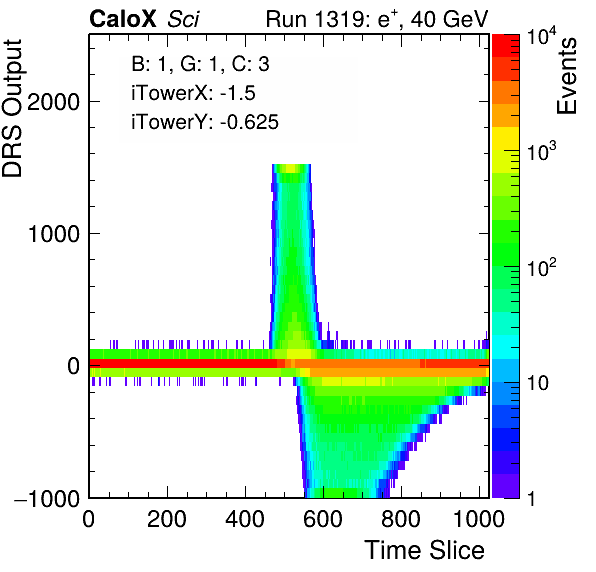 CaloX Sci Run 1319: e⁺, 40 GeV
B: 1, G: 1, C: 3
iTowerX: -1.5
iTowerY: -0.625
DRS Output
2000
1000
0
−1000
0 200 400 600 800 1000
Time Slice
Events
10⁴
10³
10²
10
1